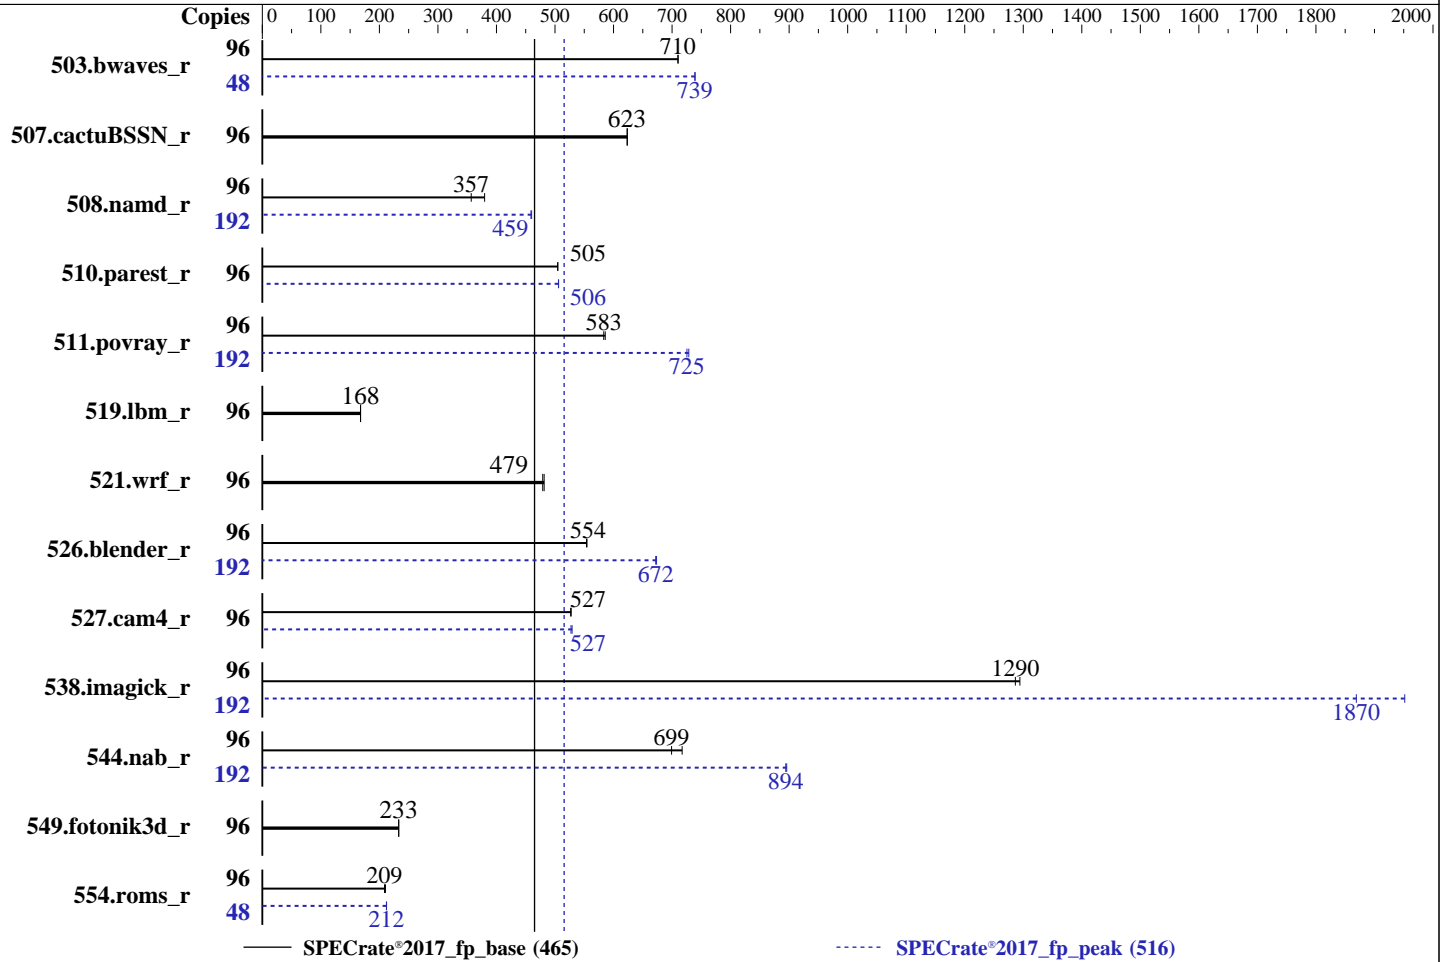 Copies 0 100 200 300 400 500 600 700 800 900 1000 1100 1200 1300 1400 1500 1600 1700 1800 2000
503.bwaves_r 96 710
48 739
507.cactuBSSN_r 96 623
508.namd_r 96 357
192 459
510.parest_r 96 505
506
511.povray_r 96 583
192 725
519.lbm_r 96 168
521.wrf_r 96 479
526.blender_r 96 554
192 672
527.cam4_r 96 527
527
538.imagick_r 96 1290
192 1870
544.nab_r 96 699
192 894
549.fotonik3d_r 96 233
554.roms_r 96 209
48 212
SPECrate®2017_fp_base (465) SPECrate®2017_fp_peak (516)